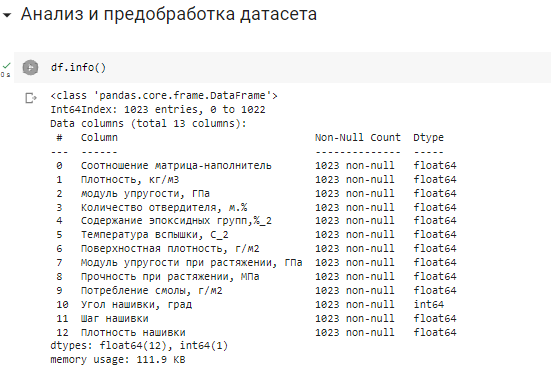 Анализ и предобработка датасета
0 s
df.info()
<class 'pandas.core.frame.DataFrame'>
Int64Index: 1023 entries, 0 to 1022
Data columns (total 13 columns):
 #   Column                                Non-Null Count  Dtype
---  ------                                --------------  -----
 0   Соотношение матрица-наполнитель       1023 non-null   float64
 1   Плотность, кг/м3                      1023 non-null   float64
 2   модуль упругости, ГПа                 1023 non-null   float64
 3   Количество отвердителя, м.%           1023 non-null   float64
 4   Содержание эпоксидных групп,%_2       1023 non-null   float64
 5   Температура вспышки, С_2              1023 non-null   float64
 6   Поверхностная плотность, г/м2         1023 non-null   float64
 7   Модуль упругости при растяжении, ГПа  1023 non-null   float64
 8   Прочность при растяжении, МПа         1023 non-null   float64
 9   Потребление смолы, г/м2               1023 non-null   float64
 10  Угол нашивки, град                    1023 non-null   int64
 11  Шаг нашивки                           1023 non-null   float64
 12  Плотность нашивки                     1023 non-null   float64
dtypes: float64(12), int64(1)
memory usage: 111.9 KB